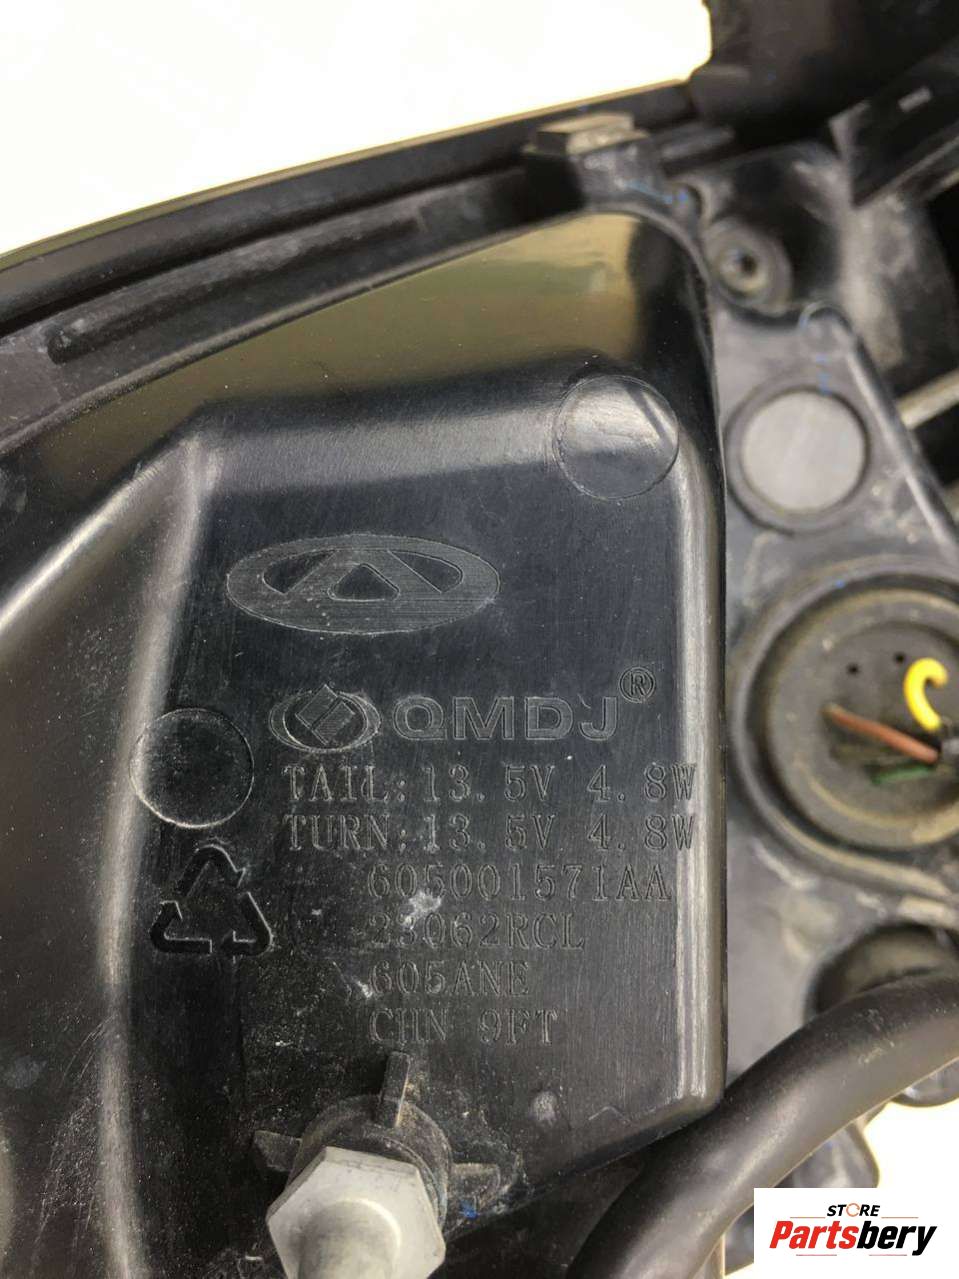 QMDJ®
TAIL: 13.5V 4.8W
TURN: 13.5V 4.8W
605001571AA
23062RCL
605ANE
CHN 9FT
STORE
Partsbery